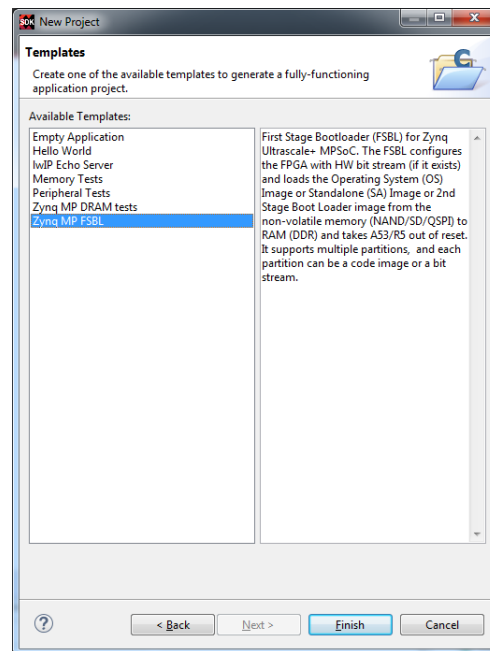 SDK New Project
Templates
Create one of the available templates to generate a fully-functioning
application project.
C
Available Templates:
Empty Application
Hello World
lwIP Echo Server
Memory Tests
Peripheral Tests
Zynq MP DRAM tests
Zynq MP FSBL
First Stage Bootloader (FSBL) for Zynq
Ultrascale+ MPSoC. The FSBL configures
the FPGA with HW bit stream (if it exists)
and loads the Operating System (OS)
Image or Standalone (SA) Image or 2nd
Stage Boot Loader image from the
non-volatile memory (NAND/SD/QSPI) to
RAM (DDR) and takes A53/R5 out of reset.
It supports multiple partitions, and each
partition can be a code image or a bit
stream.
? < Back Next > Finish Cancel